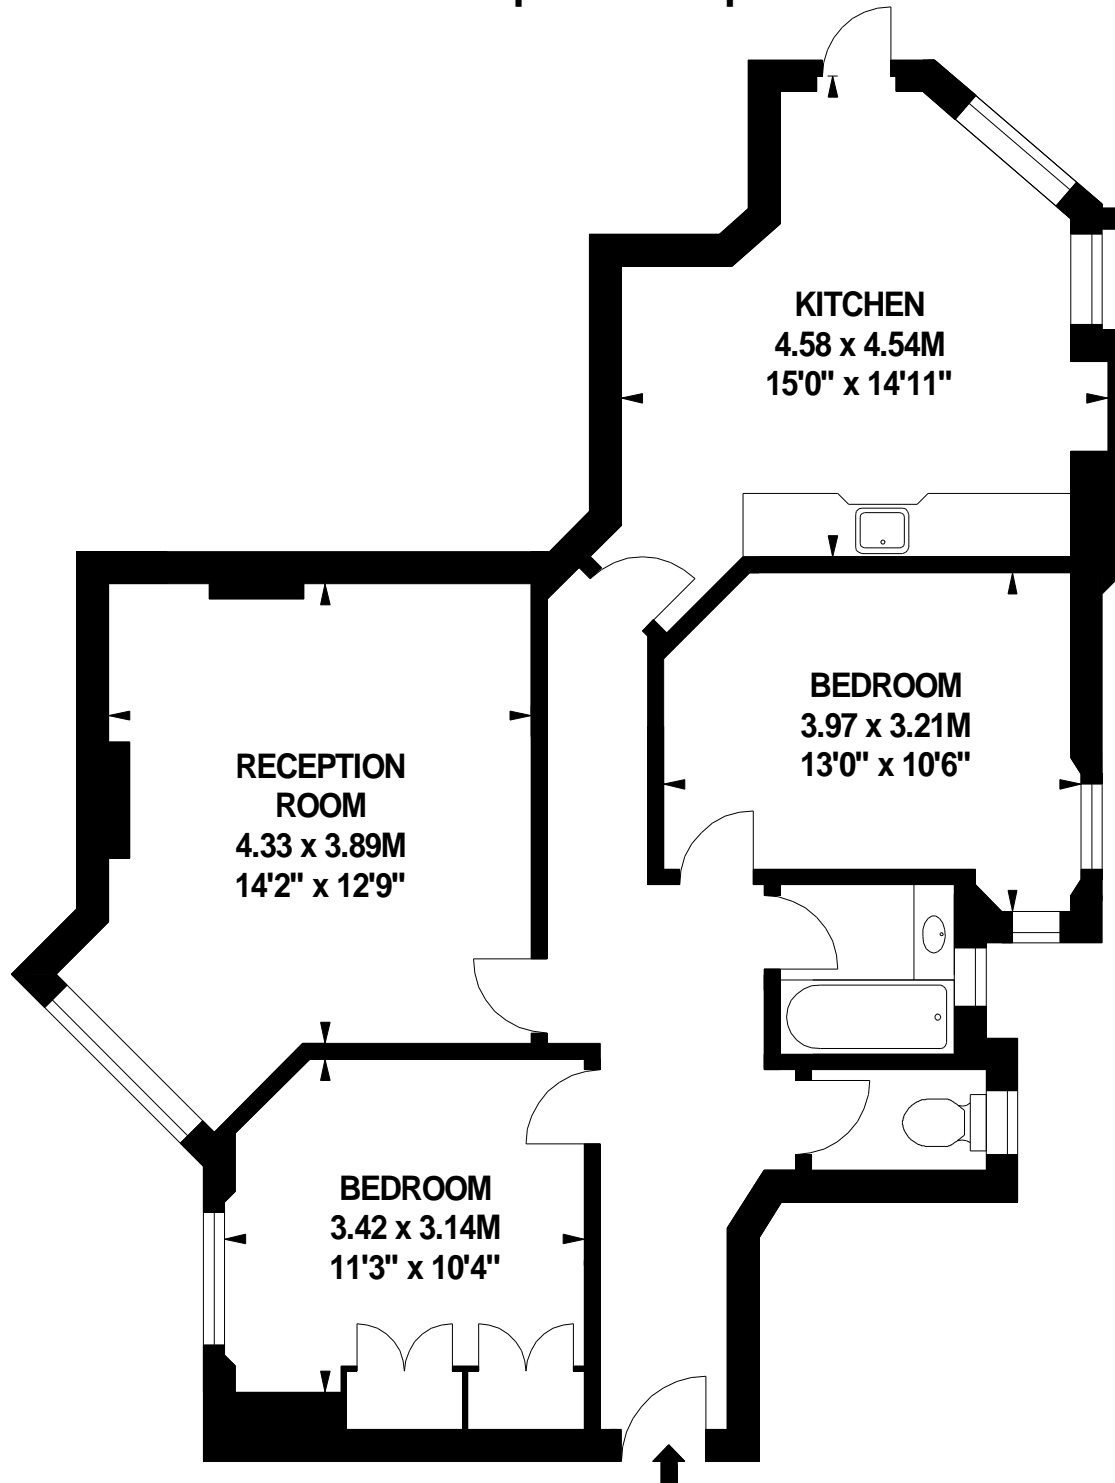 KITCHEN
4.58 x 4.54M
15'0" x 14'11"
BEDROOM
3.97 x 3.21M
13'0" x 10'6"
RECEPTION
ROOM
4.33 x 3.89M
14'2" x 12'9"
BEDROOM
3.42 x 3.14M
11'3" x 10'4"